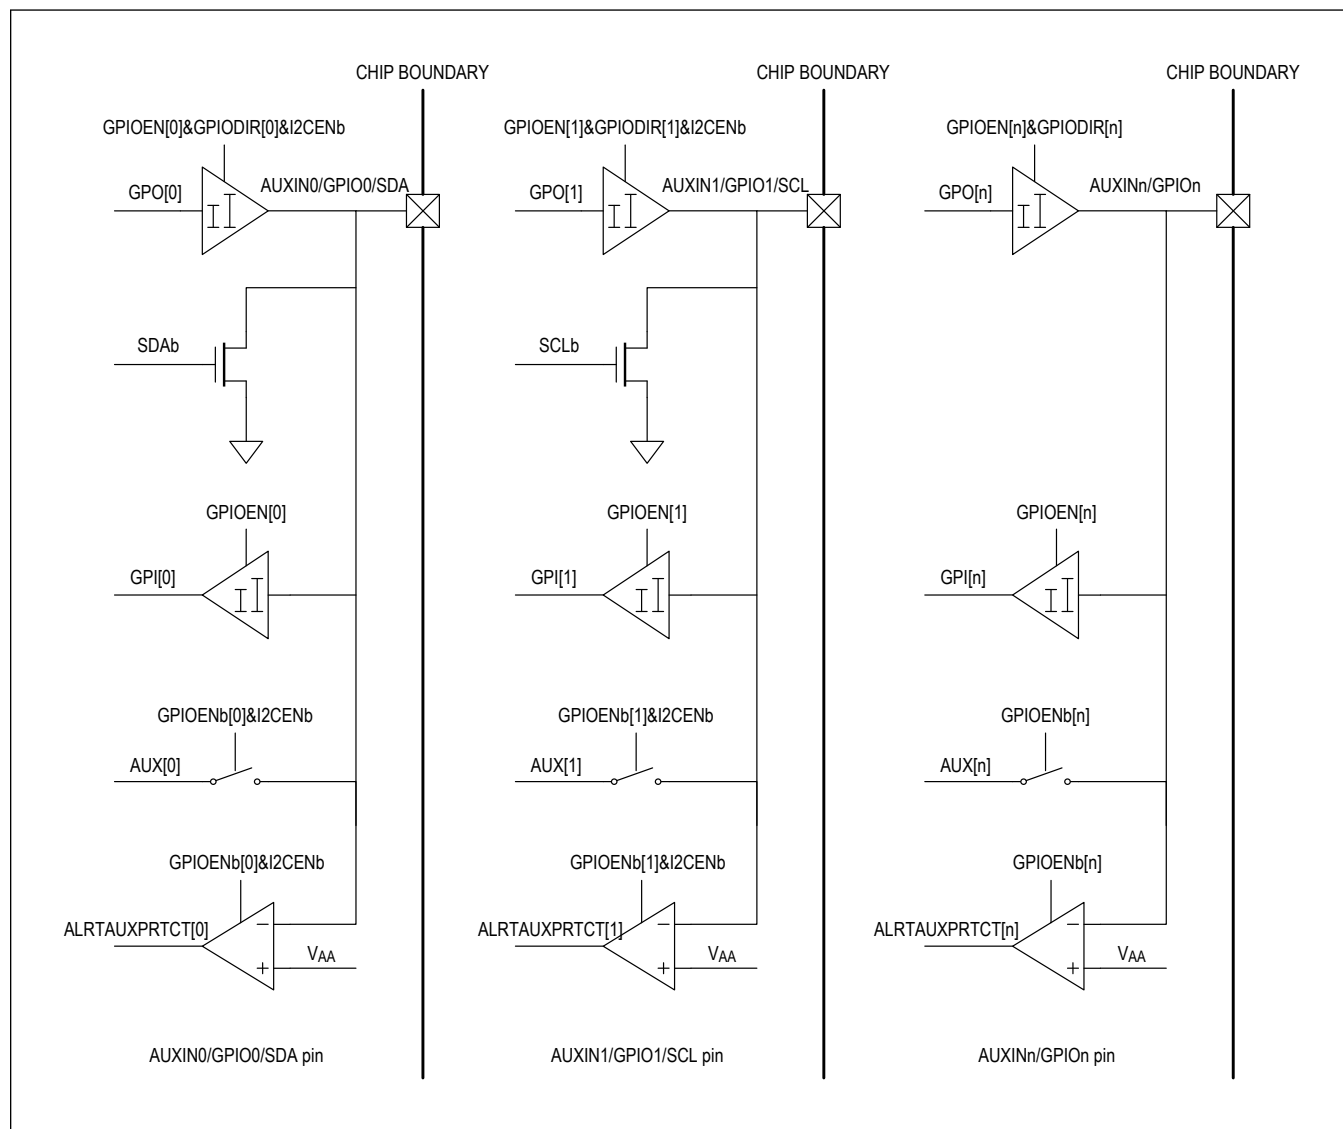 CHIP BOUNDARY
CHIP BOUNDARY
CHIP BOUNDARY
GPIOEN[0]&GPIODIR[0]&I2CENb
GPIOEN[1]&GPIODIR[1]&I2CENb
GPIOEN[n]&GPIODIR[n]
GPO[0]
AUXIN0/GPIO0/SDA
GPO[1]
AUXIN1/GPIO1/SCL
GPO[n]
AUXINn/GPIOn
SDAb
SCLb
GPIOEN[0]
GPIOEN[1]
GPIOEN[n]
GPI[0]
GPI[1]
GPI[n]
GPIOENb[0]&I2CENb
GPIOENb[1]&I2CENb
GPIOENb[n]
AUX[0]
AUX[1]
AUX[n]
GPIOENb[0]&I2CENb
GPIOENb[1]&I2CENb
GPIOENb[n]
ALRTAUXPRTCT[0]
−
ALRTAUXPRTCT[1]
−
ALRTAUXPRTCT[n]
−
+
VAA
+
VAA
+
VAA
AUXIN0/GPIO0/SDA pin
AUXIN1/GPIO1/SCL pin
AUXINn/GPIOn pin